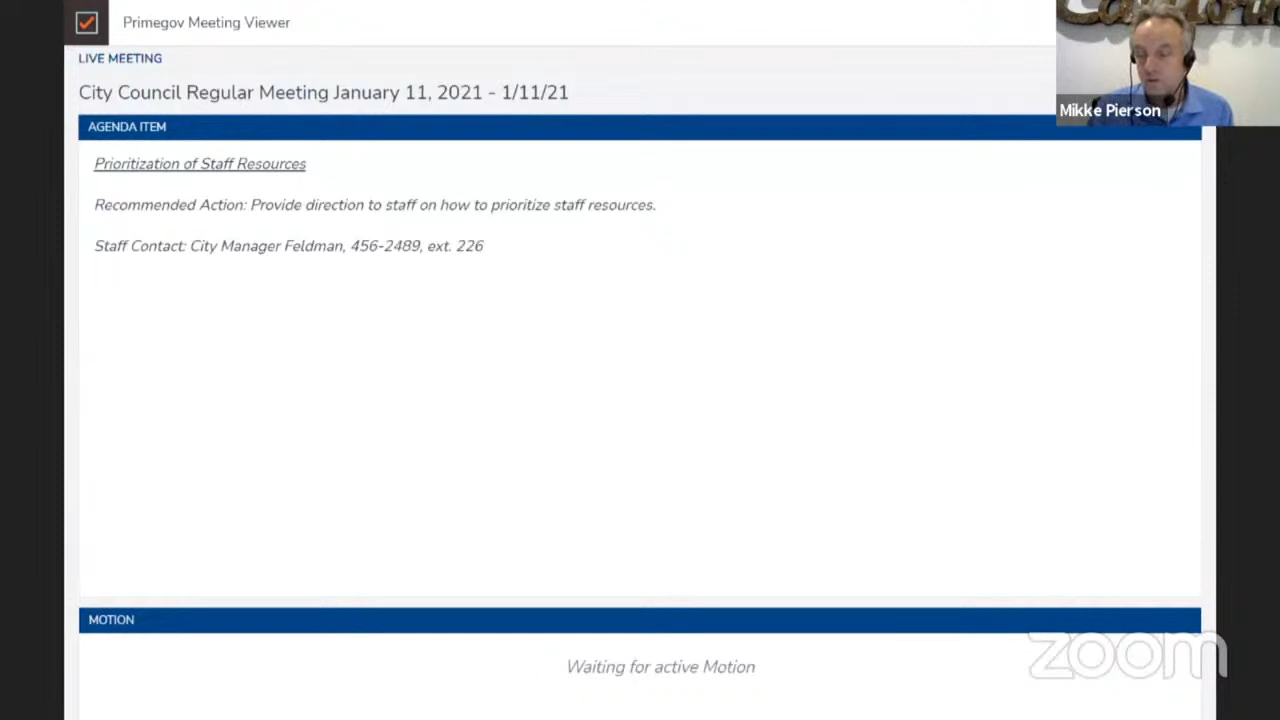 Primegov Meeting Viewer
LIVE MEETING
City Council Regular Meeting January 11, 2021 - 1/11/21
Mikke Pierson
AGENDA ITEM
Prioritization of Staff Resources
Recommended Action: Provide direction to staff on how to prioritize staff resources.
Staff Contact: City Manager Feldman, 456-2489, ext. 226
MOTION
Waiting for active Motion
zoom